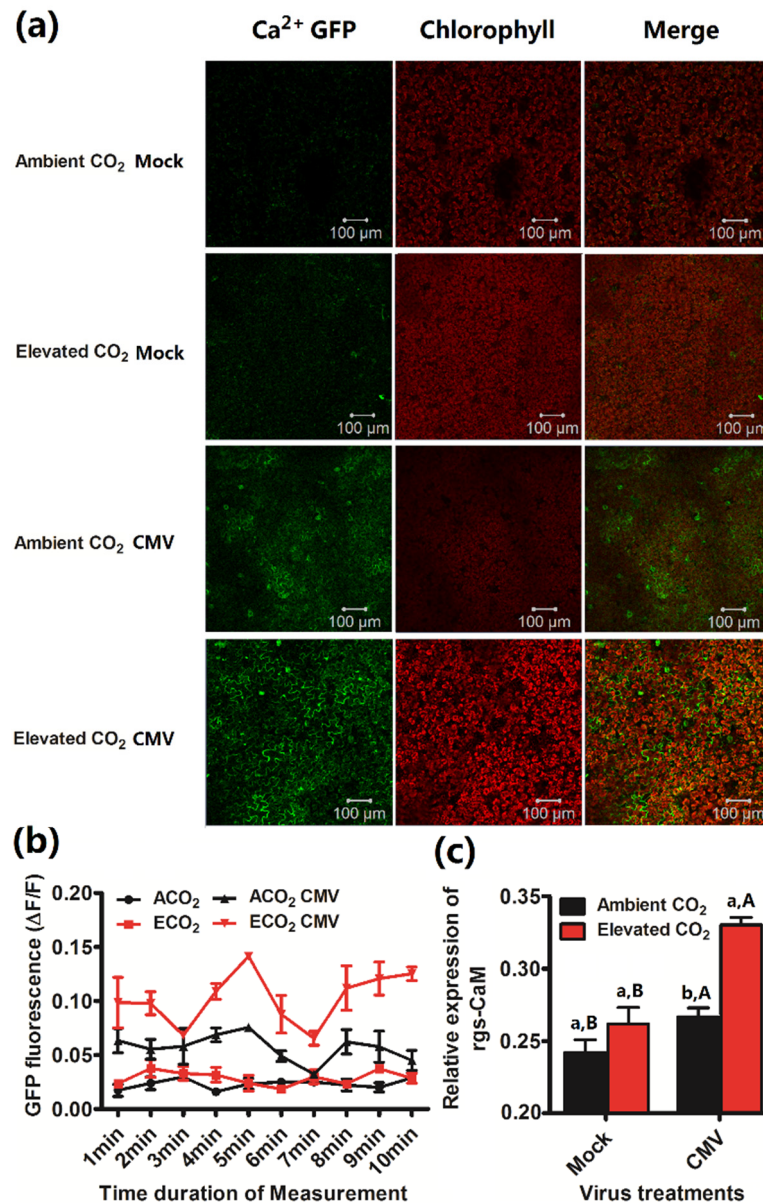 (a)
Ca²⁺ GFP Chlorophyll Merge
Ambient CO₂ Mock
100 µm 100 µm 100 µm
Elevated CO₂ Mock
100 µm 100 µm 100 µm
Ambient CO₂ CMV
100 µm 100 µm 100 µm
Elevated CO₂ CMV
100 µm 100 µm 100 µm
(b)
GFP fluorescence (ΔF/F)
0.20
0.15
0.10
0.05
0.00
ACO₂ ACO₂ CMV
ECO₂ ECO₂ CMV
1min 2min 3min 4min 5min 6min 7min 8min 9min 10min
Time duration of Measurement
(c)
Relative expression of
rgs-CaM
0.35
0.30
0.25
0.20
Ambient CO₂
Elevated CO₂
a,B a,B b,A a,A
Mock CMV
Virus treatments